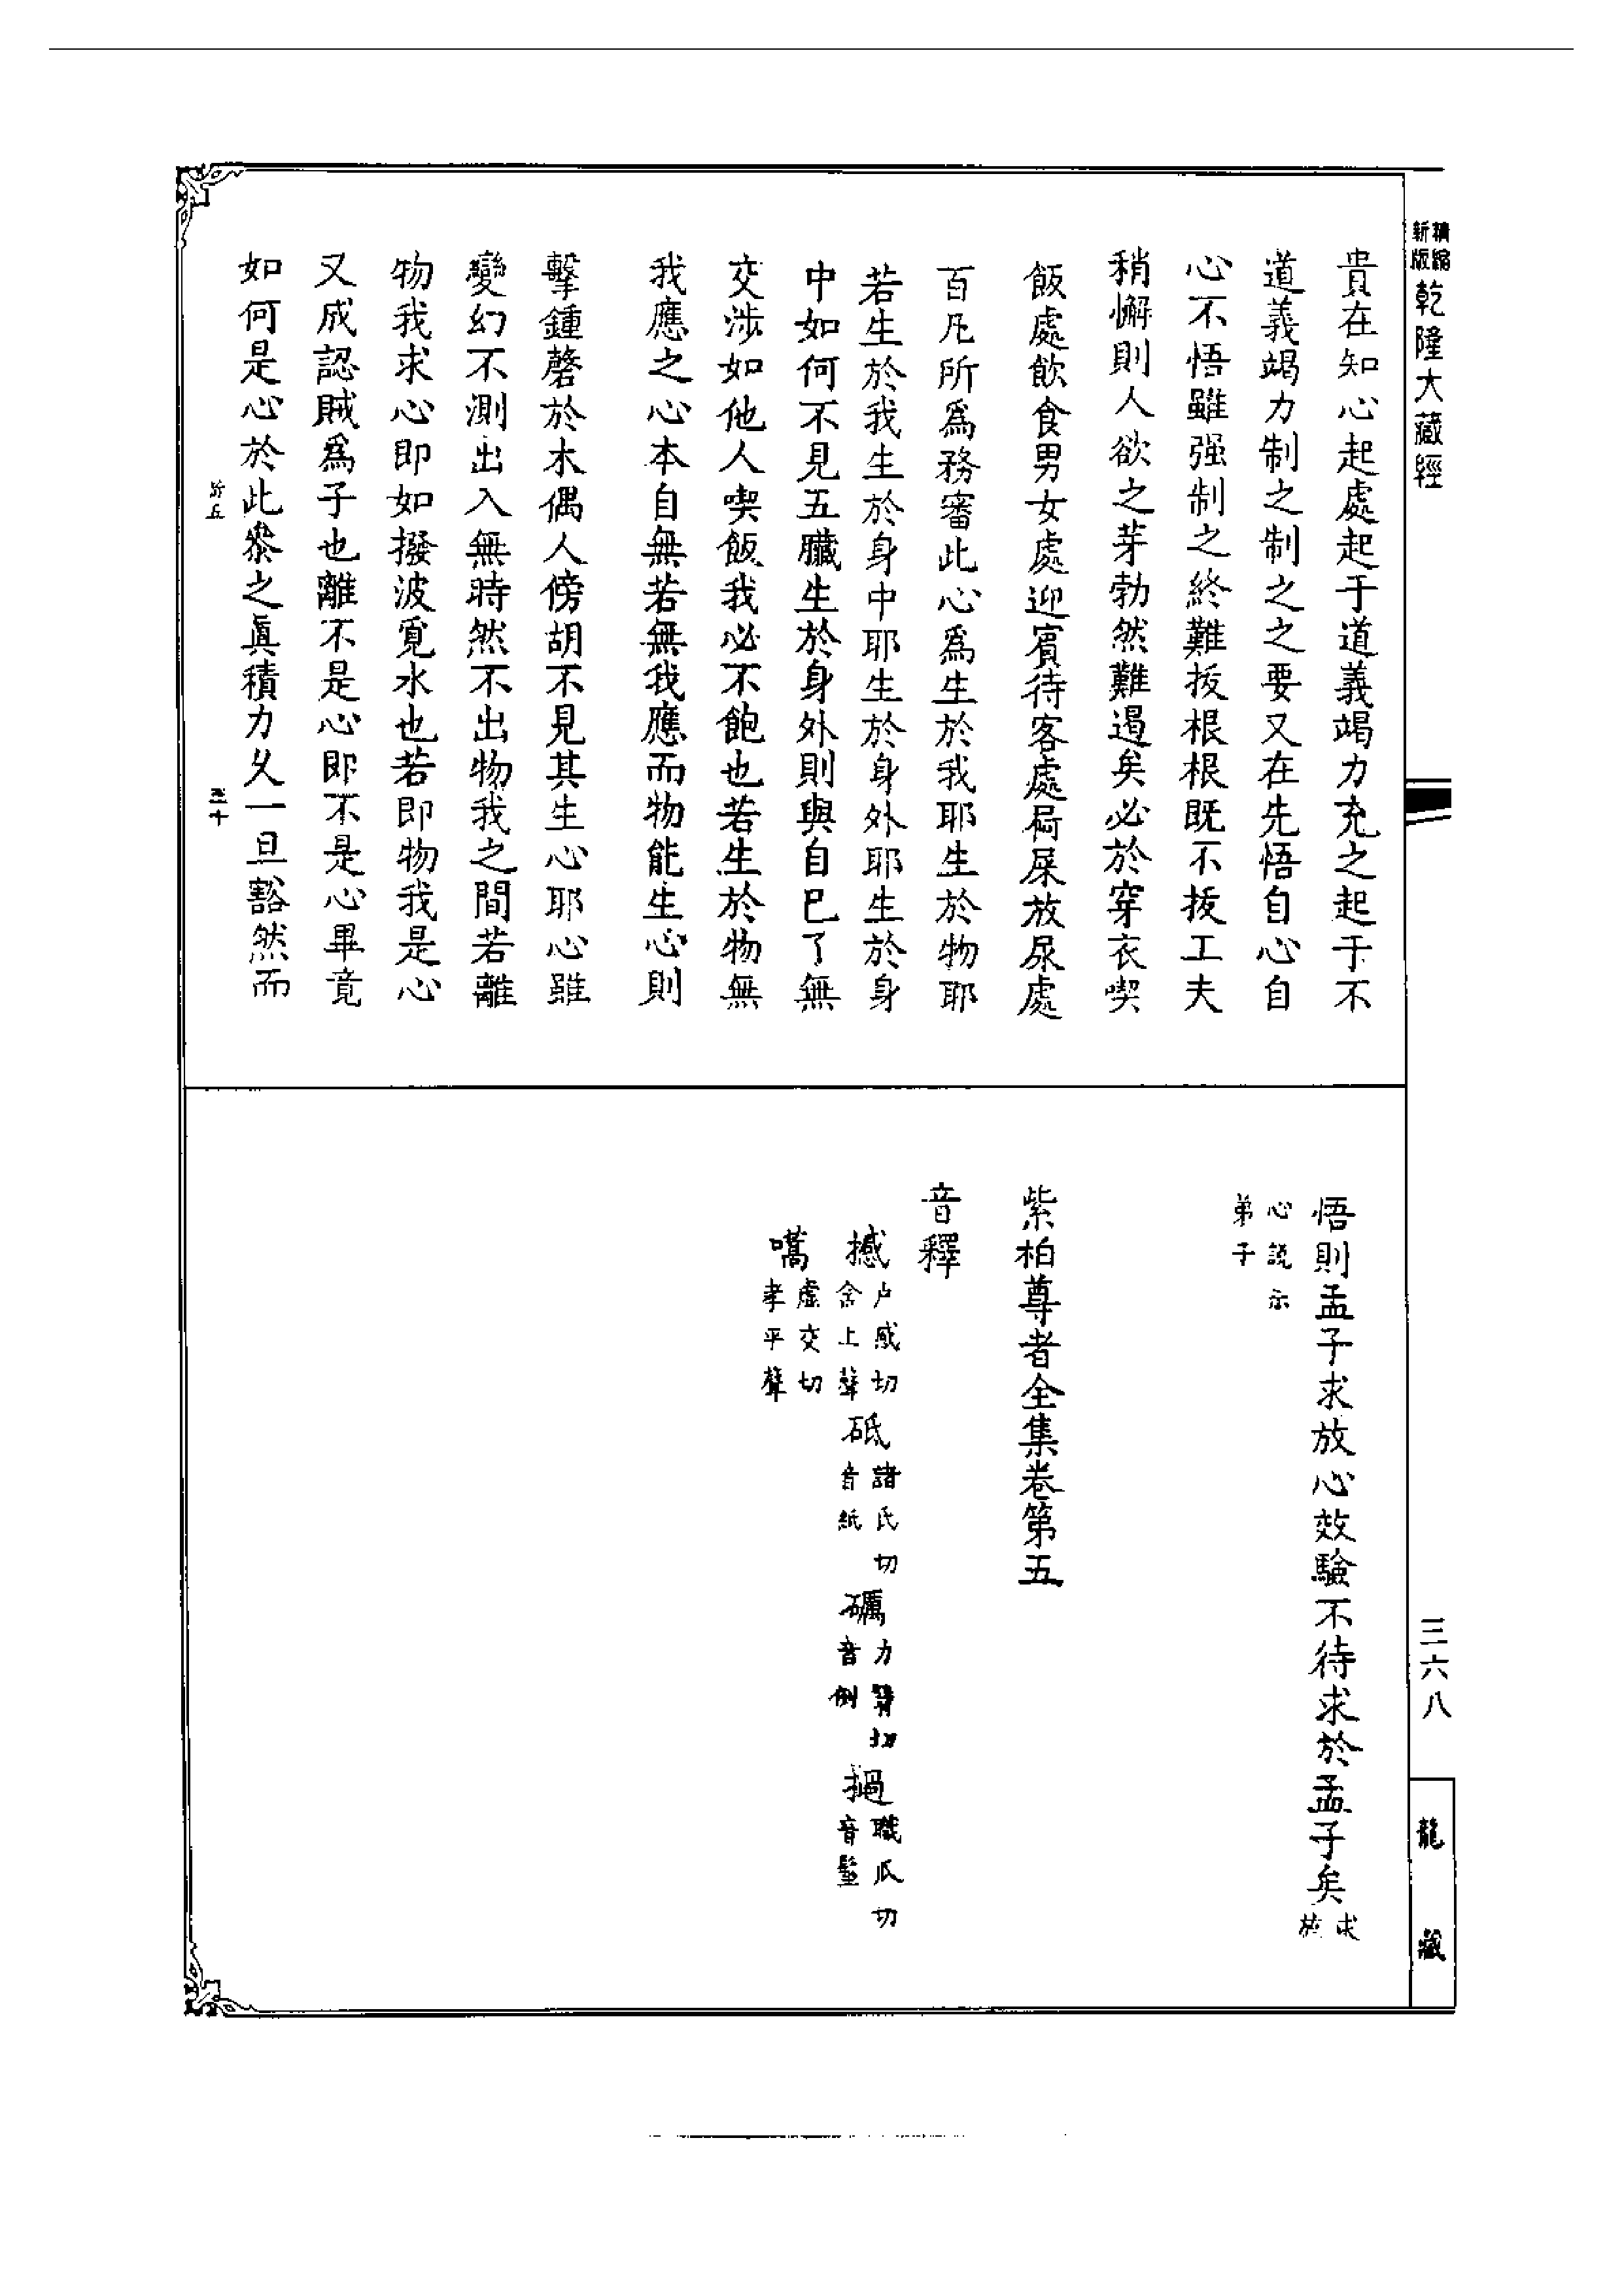 精縮
新版
乾隆大藏經
貴在知心起處起于道義竭力充之起于不
道義竭力制之制之之要又在先悟自心自
心不悟雖强制之終難拔根根既不拔工夫
稍懈則人欲之芽勃然難遏矣必於穿衣喫
飯處飲食男女處迎賓待客處屙屎放尿處
百凡所爲務審此心爲生於我耶生於物耶
若生於我生於身中耶生於身外耶生於身
中如何不見五臟生於身外則與自巳了無
交涉如他人喫飯我必不飽也若生於物無
我應之心本自無若無我應而物能生心則
擊鍾磬於木偶人傍胡不見其生心耶心雖
變幻不測出入無時然不出物我之間若離
物我求心即如撥波覓水也若即物我是心
又成認賊爲子也離不是心即不是心畢竟
如何是心於此叅之眞積力乆一旦豁然而
三十
悟則孟子求放心效驗不待求於孟子矣求放
心說示
弟子
紫柏尊者全集卷第五
音釋
撼戶感切含上聲 砥諸氏切音紙 礪力霽切音例 撾職瓜切音髽
嚆虛交切孝平聲
三六八
龍藏